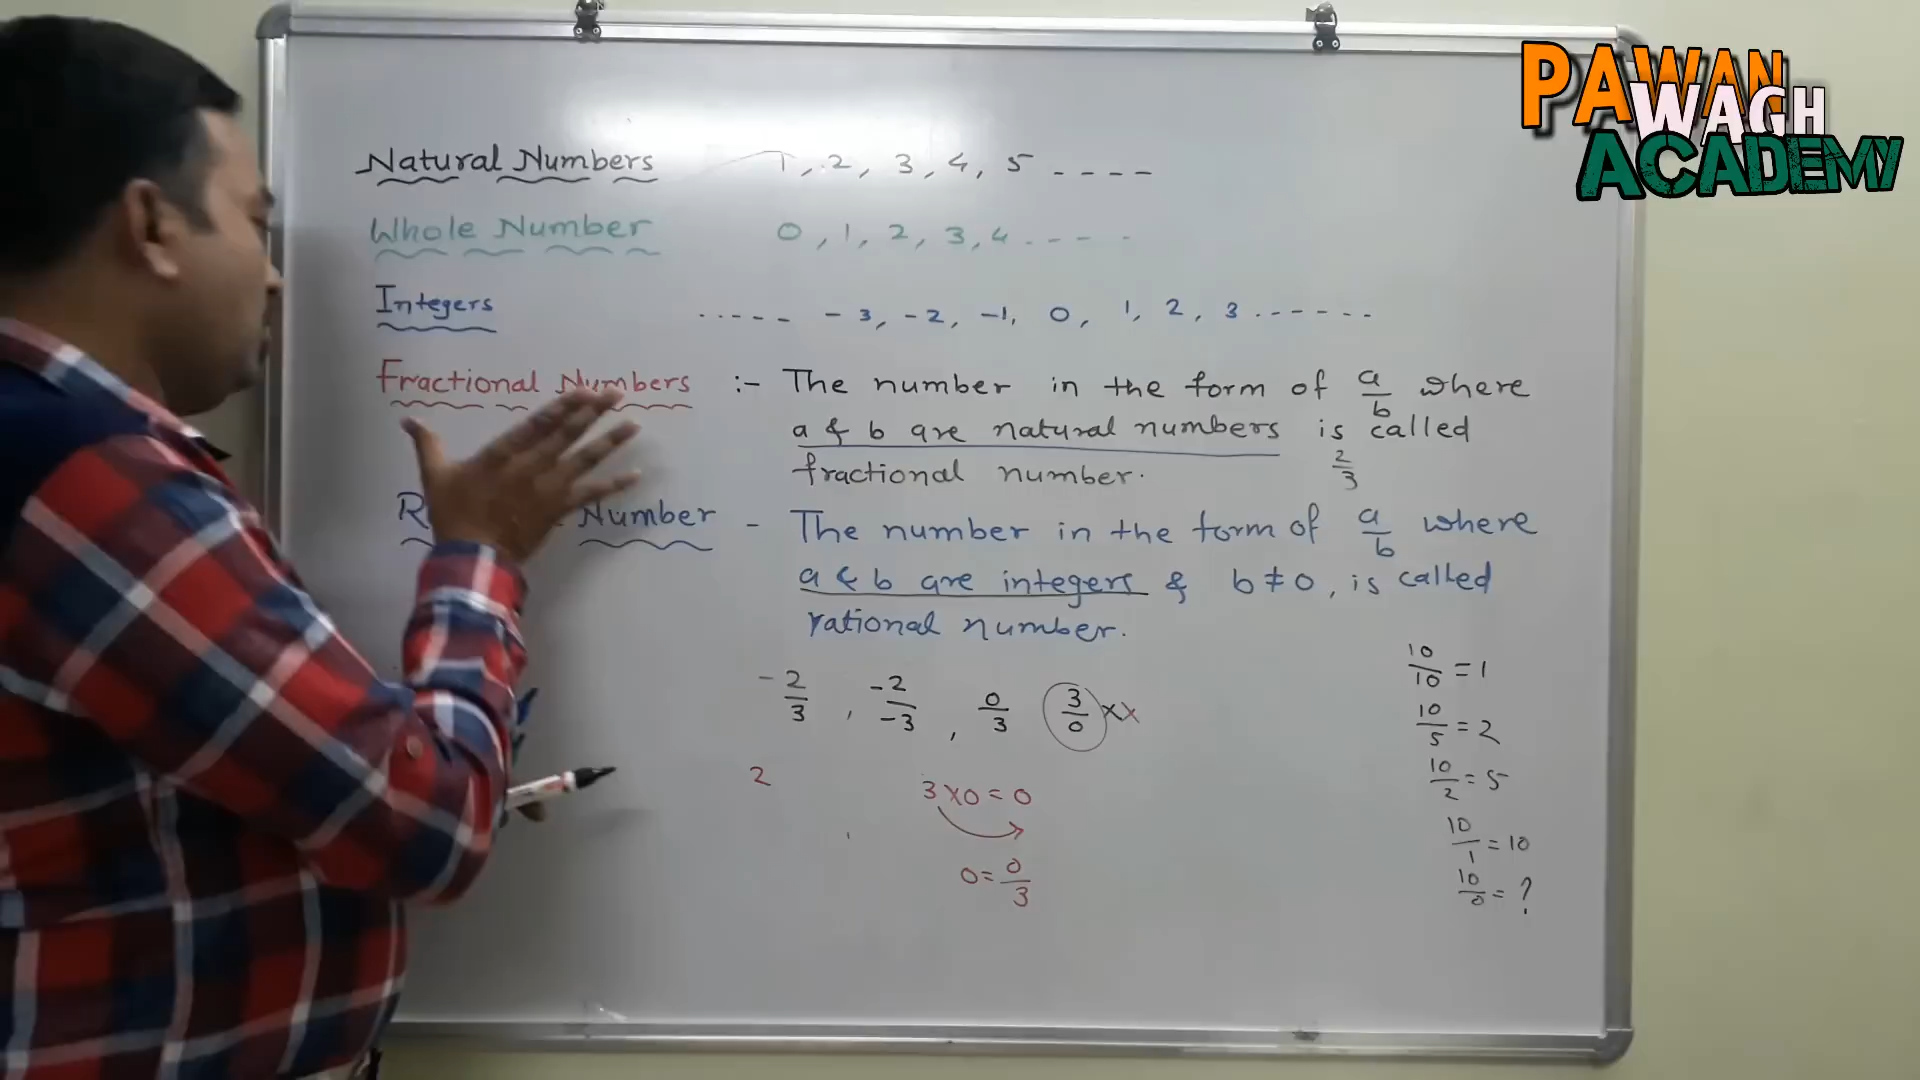 PAWAN
WAGH
ACADEMY
Natural Numbers 1, 2, 3, 4, 5 ----
Whole Number 0, 1, 2, 3, 4 ----
Integers ..... -3, -2, -1, 0, 1, 2, 3 ......
Fractional Numbers :- The number in the form of a/b where
a & b are natural numbers is called
fractional number. 2/3
Number - The number in the form of a/b where
a & b are integers & b ≠ 0, is called
rational number.
-2/3, -2/-3, 0/3 3/0 xx
2
3 x 0 = 0
0 = 0/3
10/10 = 1
10/5 = 2
10/2 = 5
10/1 = 10
10/0 = ?